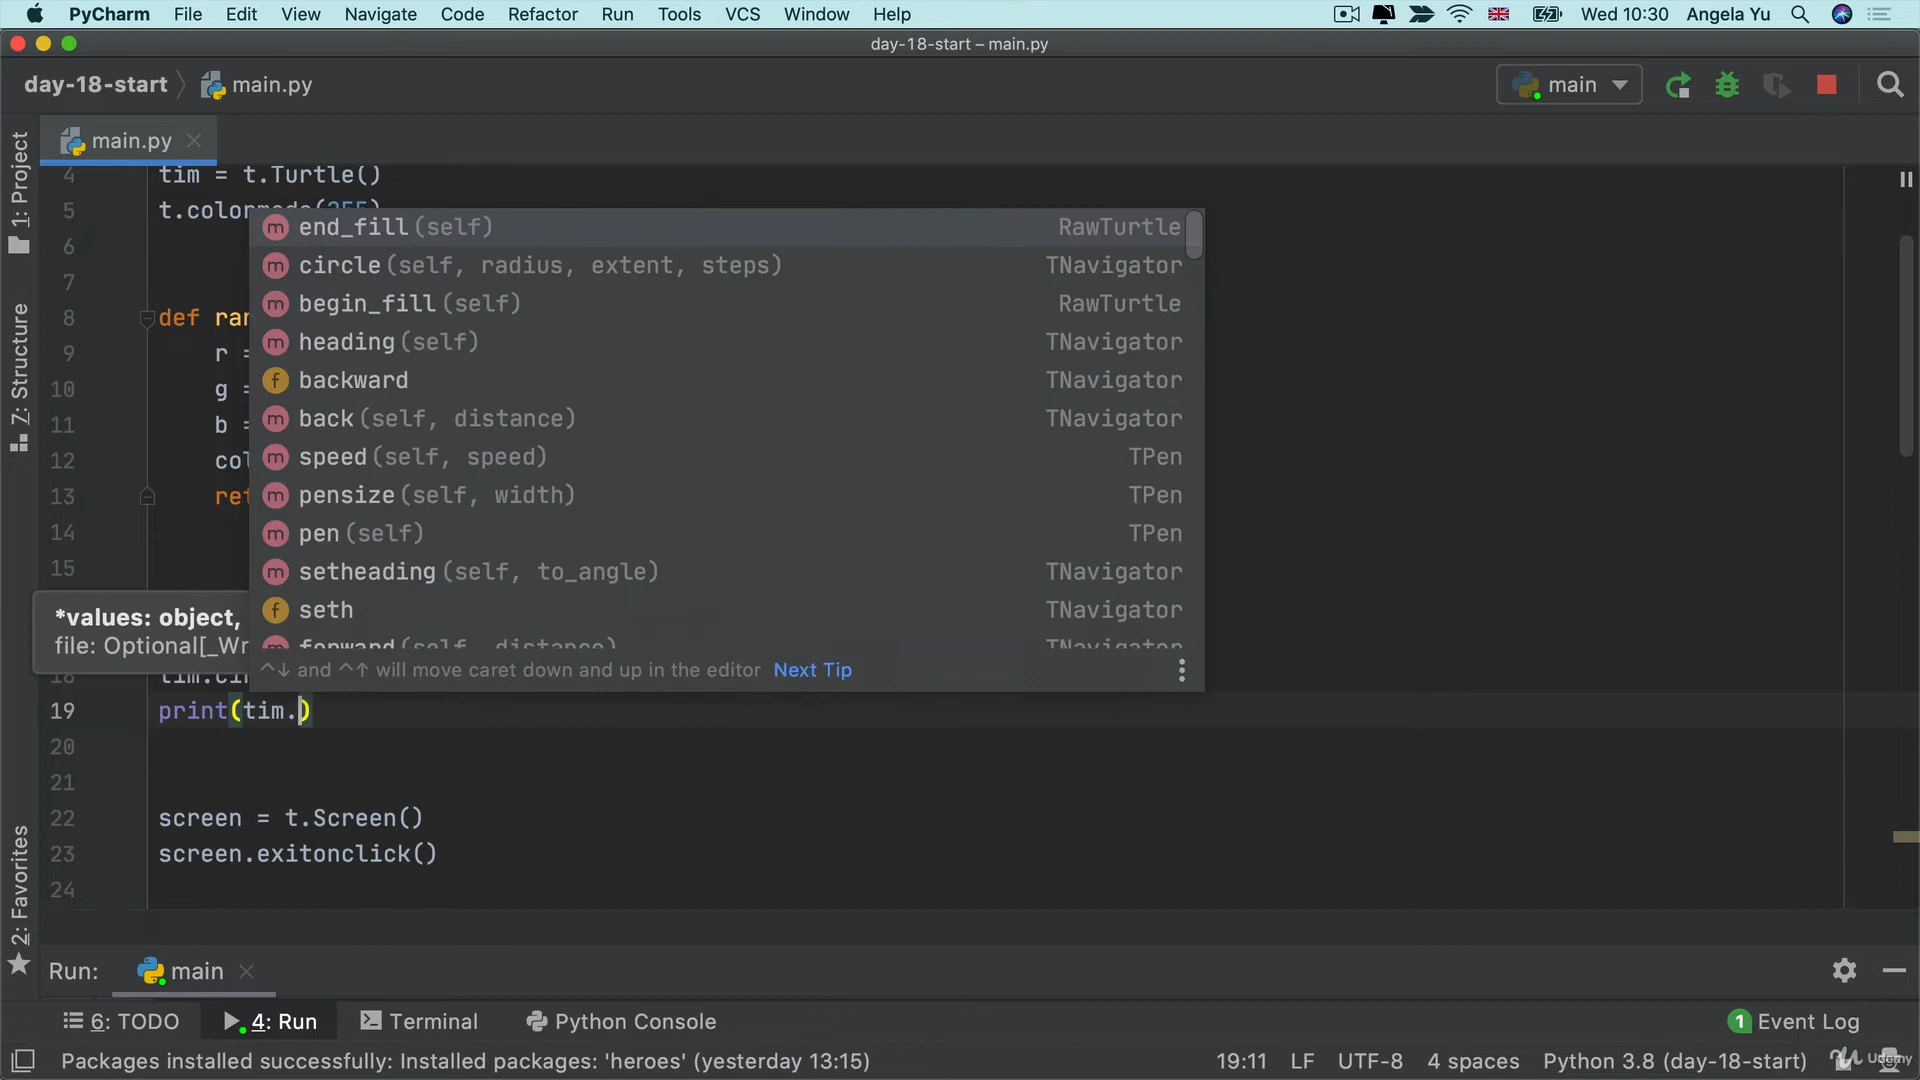 PyCharm File Edit View Navigate Code Refactor Run Tools VCS Window Help Wed 10:30 Angela Yu
day-18-start – main.py
day-18-start main.py main
main.py
1: Project
7: Structure
2: Favorites
4 tim = t.Turtle()
5 t.colormode(255)
6
7
8 def ran
9 r =
10 g =
11 b =
12 col
13 ret
14
15
end_fill(self) RawTurtle
circle(self, radius, extent, steps) TNavigator
begin_fill(self) RawTurtle
heading(self) TNavigator
backward TNavigator
back(self, distance) TNavigator
speed(self, speed) TPen
pensize(self, width) TPen
pen(self) TPen
setheading(self, to_angle) TNavigator
seth TNavigator
forward(self, distance) TNavigator
^↓ and ^↑ will move caret down and up in the editor Next Tip
*values: object,
file: Optional[_Wr
18 tim.cir
19 print(tim.)
20
21
22 screen = t.Screen()
23 screen.exitonclick()
24
Run: main
6: TODO 4: Run Terminal Python Console 1 Event Log
Packages installed successfully: Installed packages: 'heroes' (yesterday 13:15) 19:11 LF UTF-8 4 spaces Python 3.8 (day-18-start) Udemy